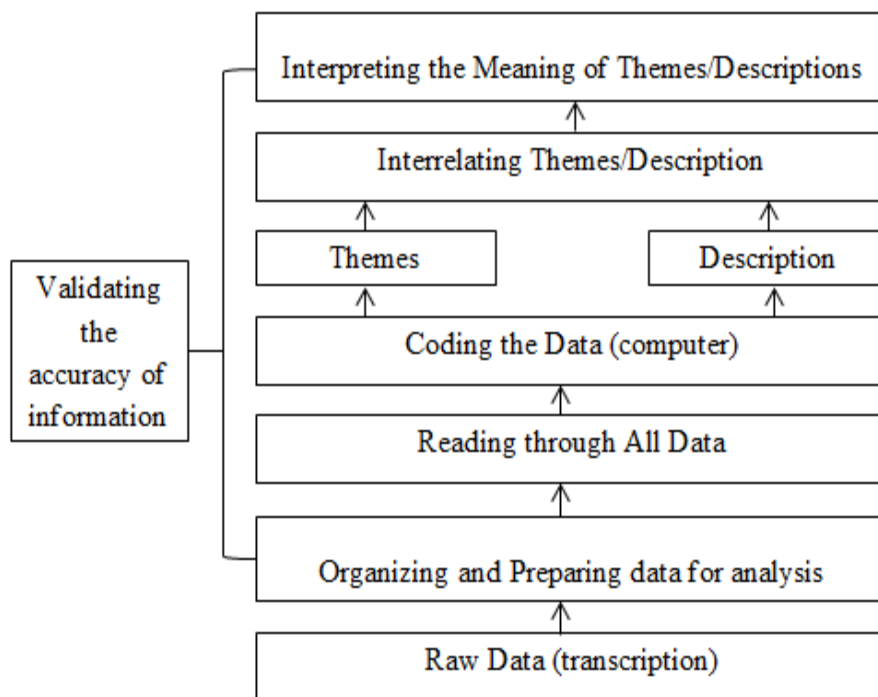 Interpreting the Meaning of Themes/Descriptions
Interrelating Themes/Description
Themes
Description
Validating
the
accuracy of
information
Coding the Data (computer)
Reading through All Data
Organizing and Preparing data for analysis
Raw Data (transcription)